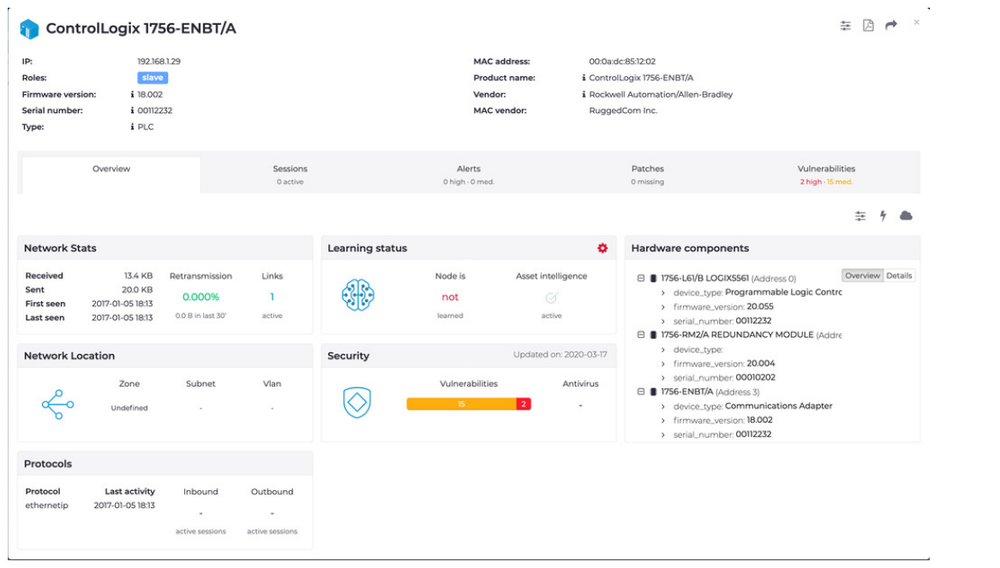 ControlLogix 1756-ENBT/A
×
IP: 192.168.1.29
MAC address: 00:0a:dc:85:12:02
Roles: slave
Product name: i ControlLogix 1756-ENBT/A
Firmware version: i 18.002
Vendor: i Rockwell Automation/Allen-Bradley
Serial number: i 00112232
MAC vendor: RuggedCom Inc.
Type: i PLC
Overview Sessions Alerts Patches Vulnerabilities
0 active 0 high · 0 med. 0 missing 2 high · 15 med.
Network Stats
Received 13.4 KB
Sent 20.0 KB
First seen 2017-01-05 18:13
Last seen 2017-01-05 18:13
Retransmission
0.000%
0.0 B in last 30'
Links
1
active
Learning status
Node is
not
learned
Asset intelligence
active
Hardware components
Overview Details
1756-L61/B LOGIX5561 (Address 0)
device_type: Programmable Logic Contrc
firmware_version: 20.055
serial_number: 00112232
1756-RM2/A REDUNDANCY MODULE (Addre
device_type:
firmware_version: 20.004
serial_number: 00010202
1756-ENBT/A (Address 3)
device_type: Communications Adapter
firmware_version: 18.002
serial_number: 00112232
Network Location
Zone Subnet Vlan
Undefined - -
Security Updated on: 2020-03-17
Vulnerabilities Antivirus
15 2 -
Protocols
Protocol Last activity Inbound Outbound
ethernetip 2017-01-05 18:13
- -
active sessions active sessions